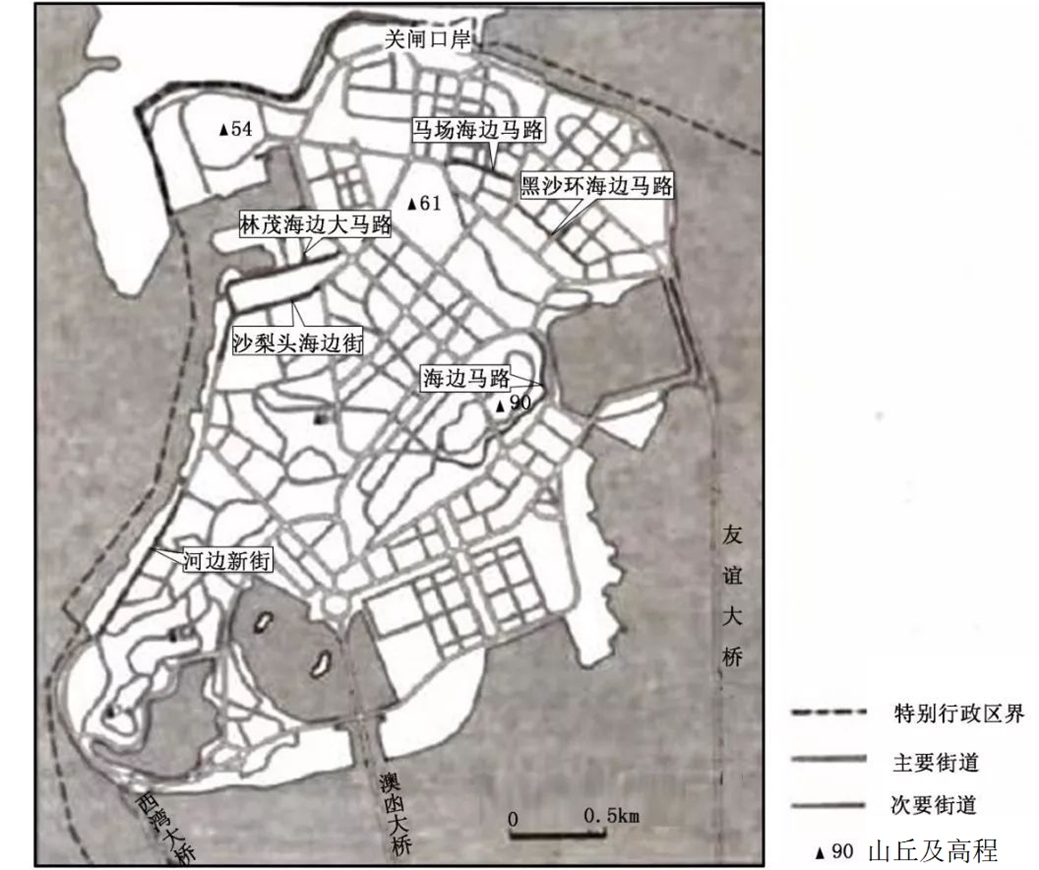 关闸口岸
▲54
马场海边马路
黑沙环海边马路
▲61
林茂海边大马路
沙梨头海边街
海边马路
▲90
友谊大桥
河边新街
特别行政区界
主要街道
次要街道
▲90 山丘及高程
0 0.5km
西湾大桥
澳凼大桥